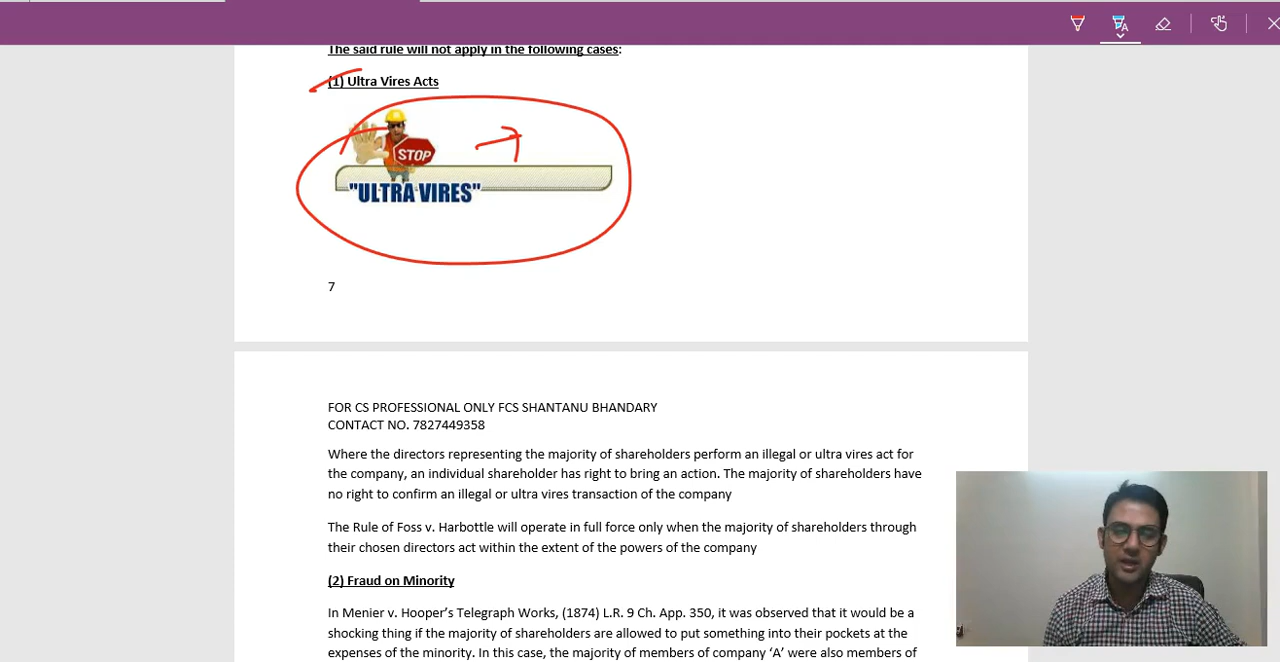 The said rule will not apply in the following cases:
(1) Ultra Vires Acts
STOP
"ULTRA VIRES"
7
FOR CS PROFESSIONAL ONLY FCS SHANTANU BHANDARY
CONTACT NO. 7827449358
Where the directors representing the majority of shareholders perform an illegal or ultra vires act for
the company, an individual shareholder has right to bring an action. The majority of shareholders have
no right to confirm an illegal or ultra vires transaction of the company
The Rule of Foss v. Harbottle will operate in full force only when the majority of shareholders through
their chosen directors act within the extent of the powers of the company
(2) Fraud on Minority
In Menier v. Hooper's Telegraph Works, (1874) L.R. 9 Ch. App. 350, it was observed that it would be a
shocking thing if the majority of shareholders are allowed to put something into their pockets at the
expenses of the minority. In this case, the majority of members of company 'A' were also members of